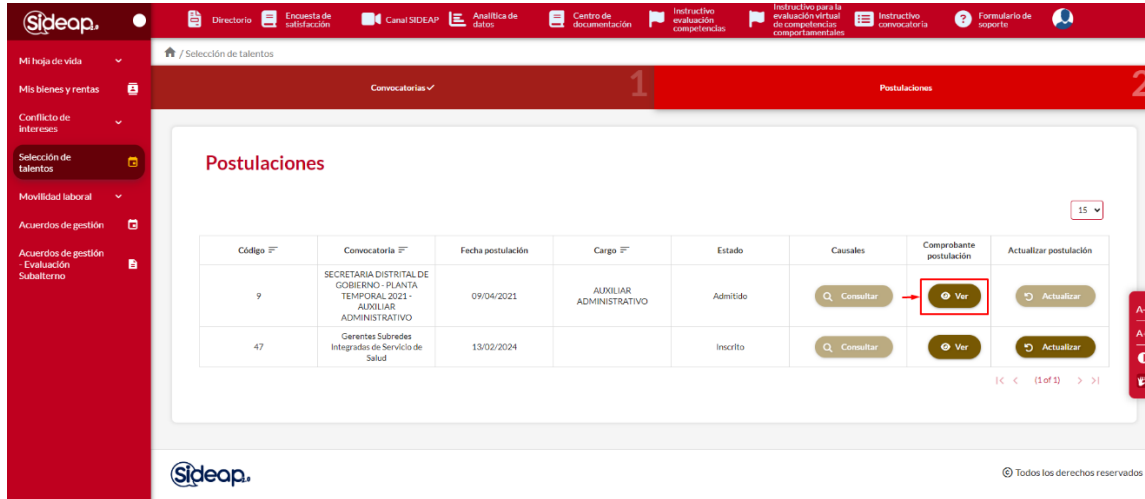 Sideap2.0
Directorio
Encuesta de
satisfacción
Canal SIDEAP
Analítica de
datos
Centro de
documentación
Instructivo
evaluación
competencias
Instructivo para la
evaluación virtual
de competencias
comportamentales
Instructivo
convocatoria
Formulario de
soporte
Mi hoja de vida
Mis bienes y rentas
Conflicto de
intereses
Selección de
talentos
Movilidad laboral
Acuerdos de gestión
Acuerdos de gestión
- Evaluación
Subalterno
/ Selección de talentos
Convocatorias✓
1
Postulaciones
2
Postulaciones
15
Código
Convocatoria
Fecha postulación
Cargo
Estado
Causales
Comprobante
postulación
Actualizar postulación
9
SECRETARIA DISTRITAL DE
GOBIERNO - PLANTA
TEMPORAL 2021 -
AUXILIAR
ADMINISTRATIVO
09/04/2021
AUXILIAR
ADMINISTRATIVO
Admitido
Consultar
Ver
Actualizar
47
Gerentes Subredes
Integradas de Servicio de
Salud
13/02/2024
Inscrito
Consultar
Ver
Actualizar
(1 of 1)
Sideap2.0
© Todos los derechos reservados